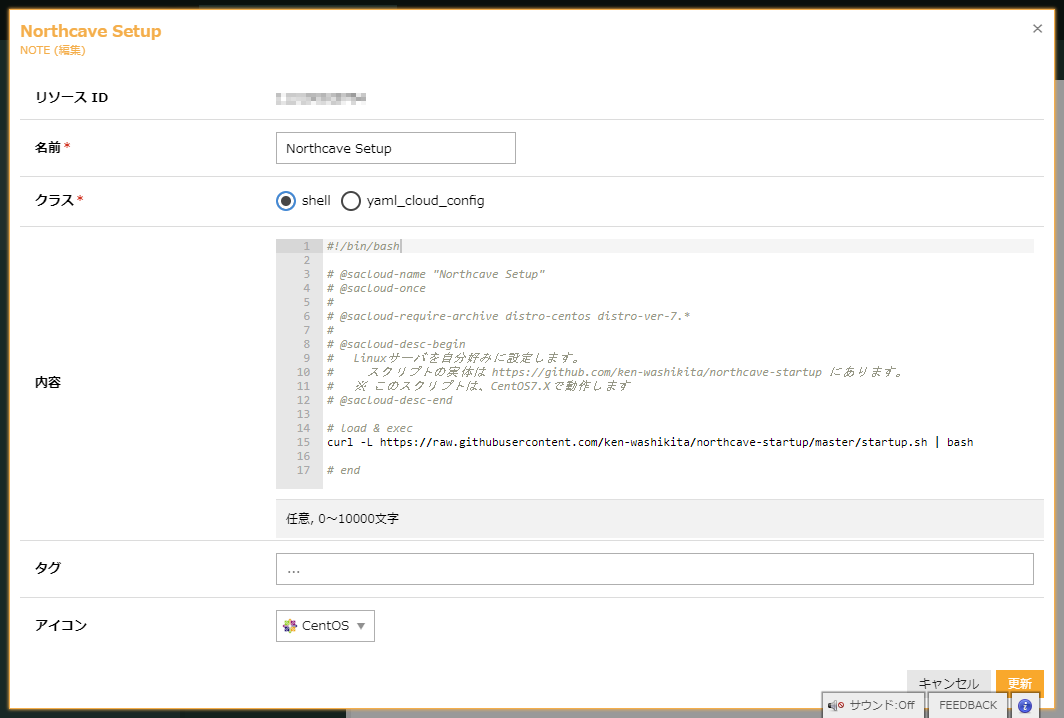 Northcave Setup
NOTE (編集)
×
リソース ID
名前*
Northcave Setup
クラス*
shell
yaml_cloud_config
内容
1 #!/bin/bash
2
3 # @sacloud-name "Northcave Setup"
4 # @sacloud-once
5 #
6 # @sacloud-require-archive distro-centos distro-ver-7.*
7 #
8 # @sacloud-desc-begin
9 #   Linuxサーバを自分好みに設定します。
10 #     スクリプトの実体は https://github.com/ken-washikita/northcave-startup にあります。
11 #   ※ このスクリプトは、CentOS7.Xで動作します
12 # @sacloud-desc-end
13
14 # load & exec
15 curl -L https://raw.githubusercontent.com/ken-washikita/northcave-startup/master/startup.sh | bash
16
17 # end
任意, 0～10000文字
タグ
...
アイコン
CentOS ▼
キャンセル
更新
サウンド:Off
FEEDBACK
i